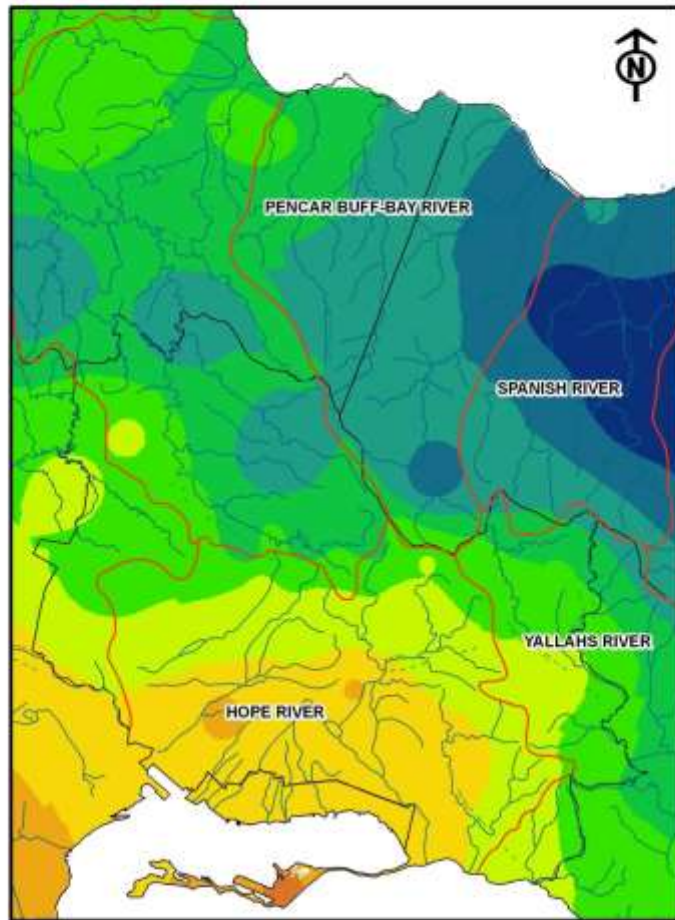 N
PENCAR BUFF-BAY RIVER
SPANISH RIVER
YALLAHS RIVER
HOPE RIVER